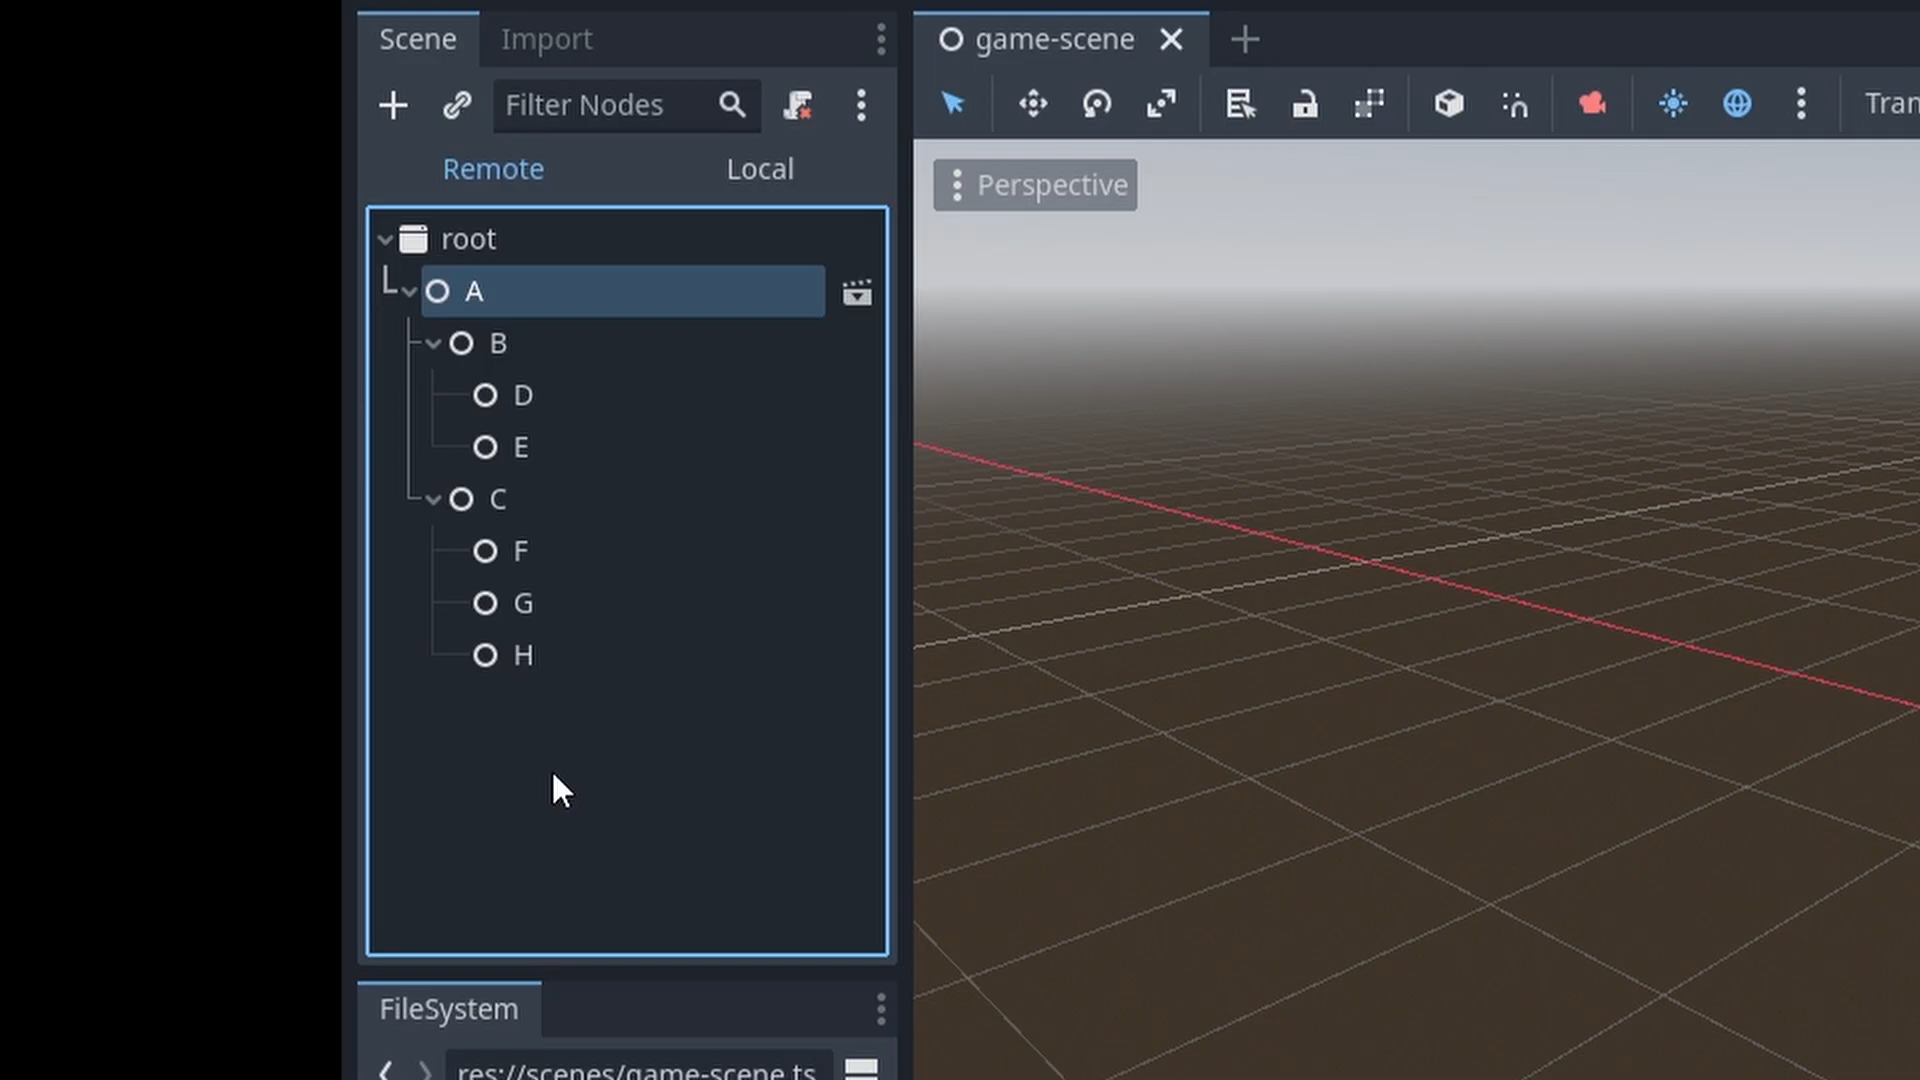 Scene Import
game-scene
Filter Nodes
Tran
Remote Local
Perspective
root
A
B
D
E
C
F
G
H
FileSystem
res://scenes/game-scene.ts